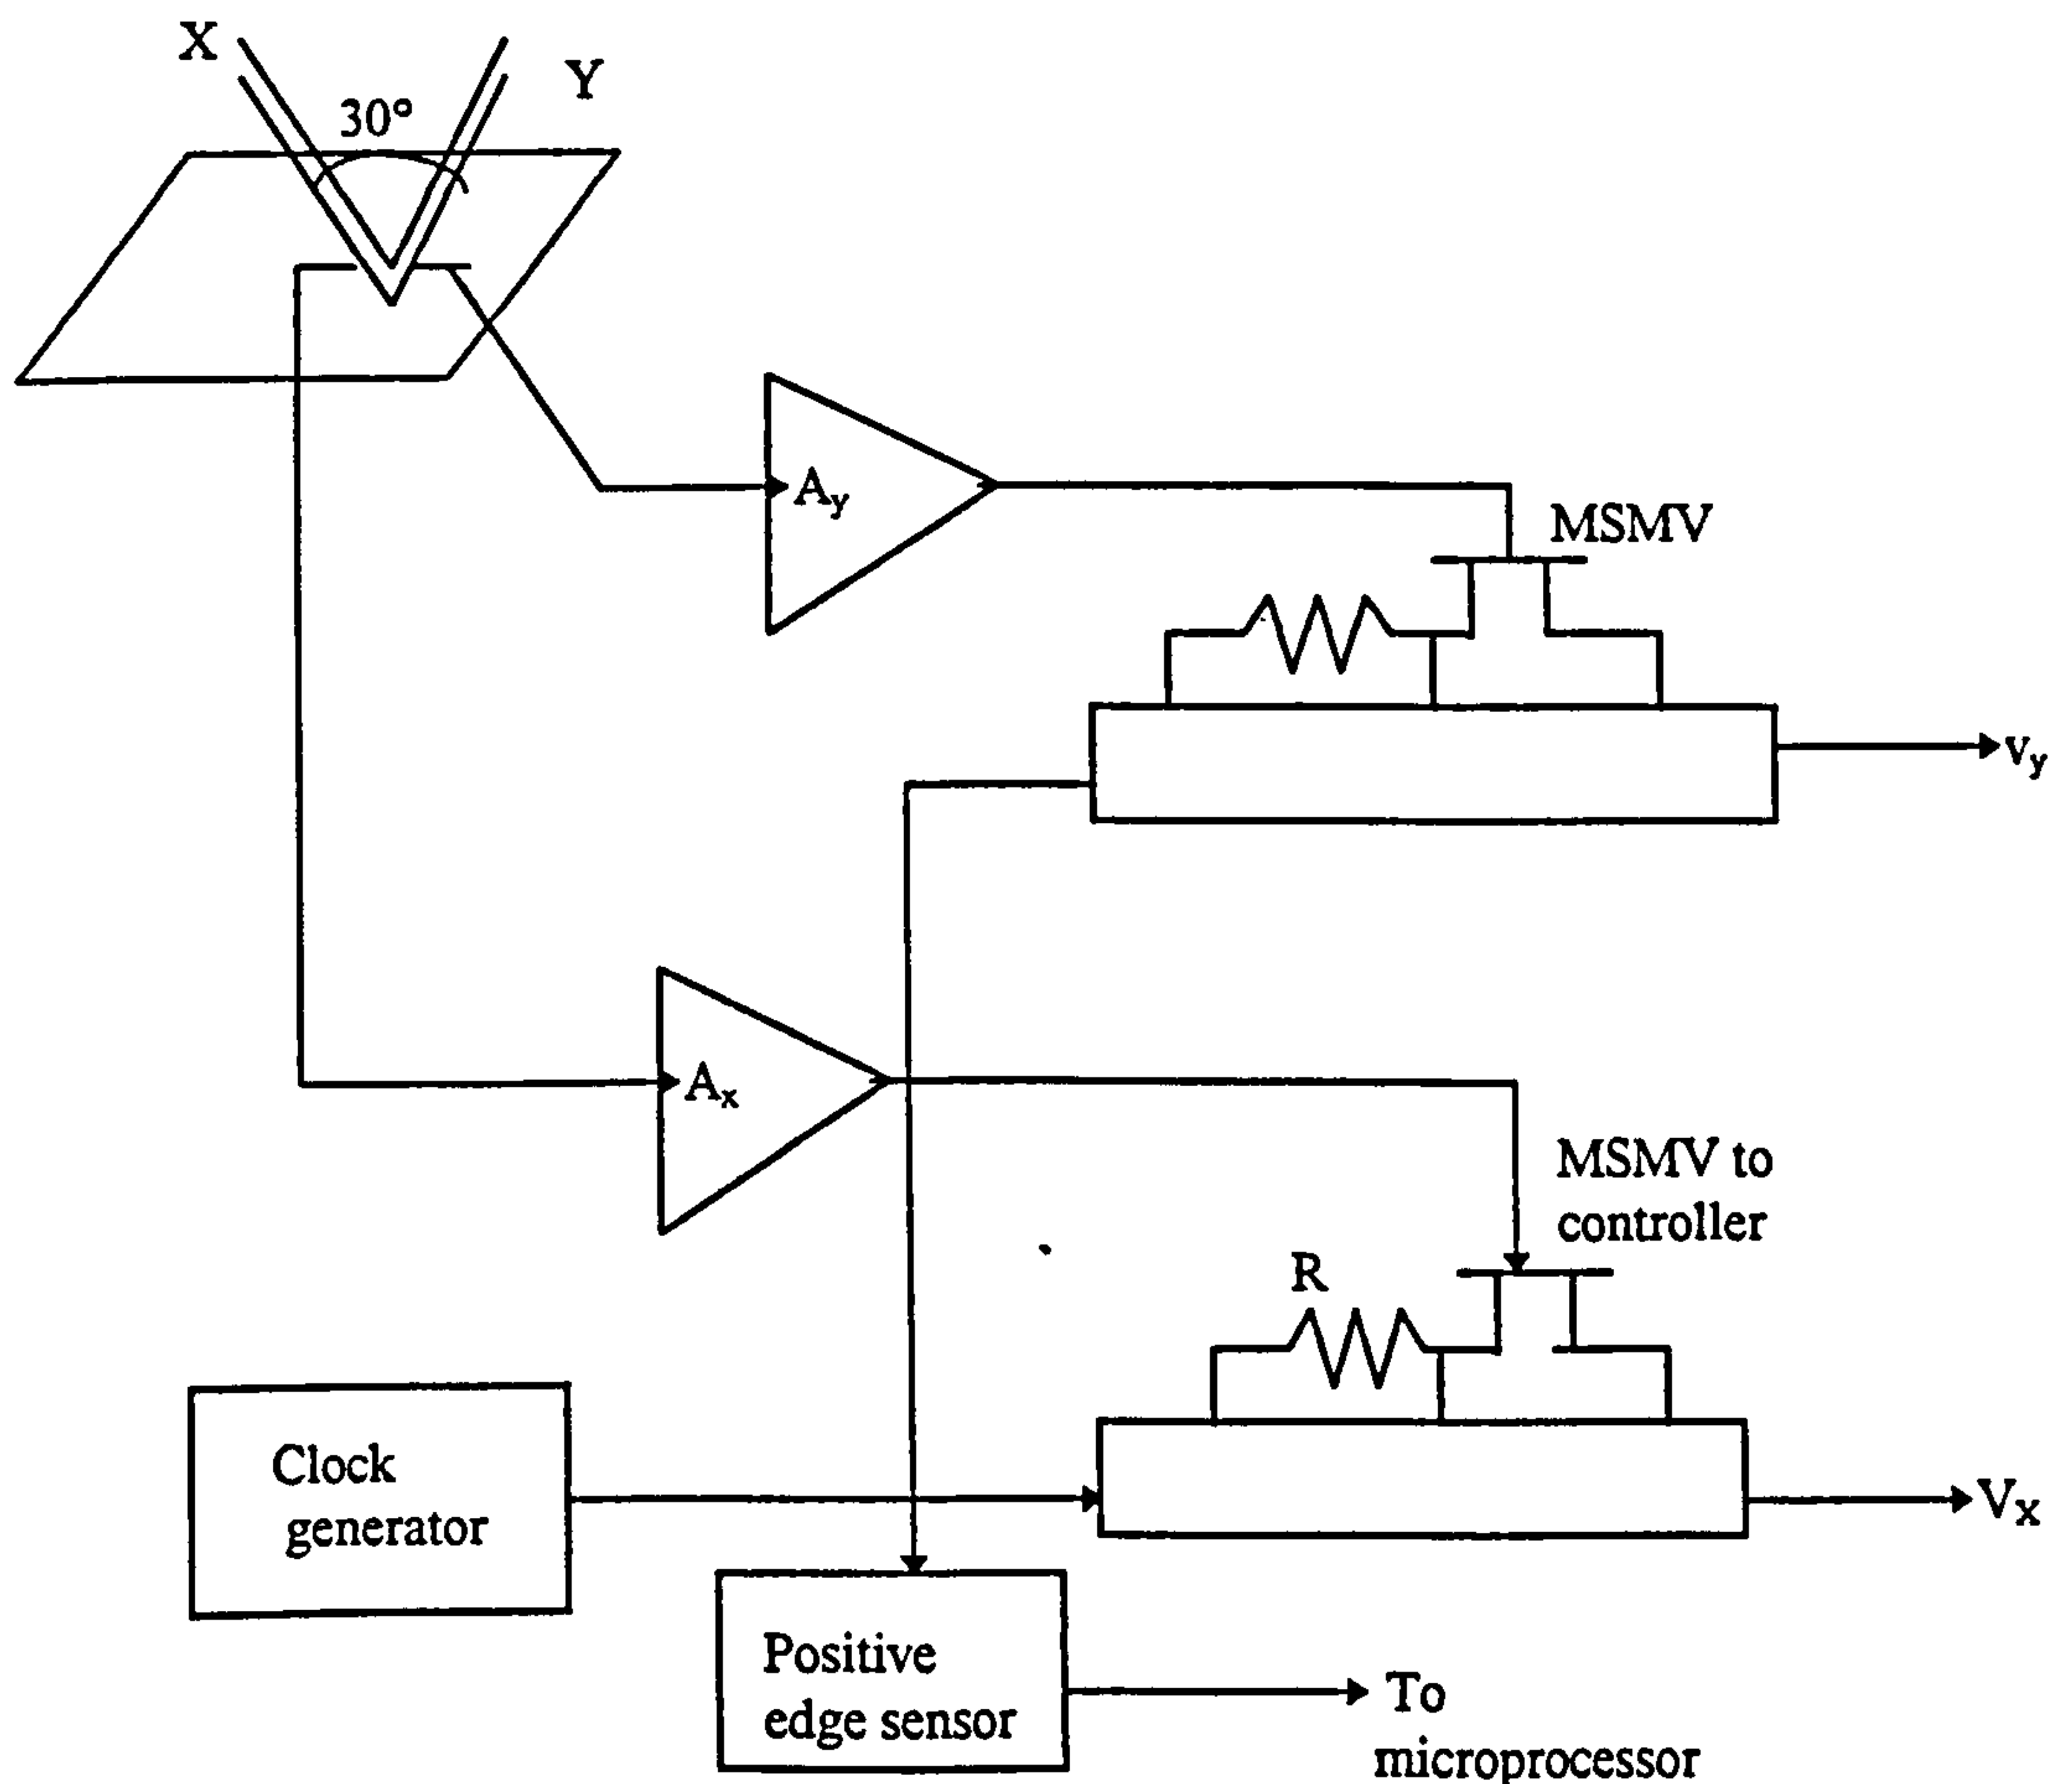 X
Y
30°
Ay
MSMV
vy
Ax
MSMV to
controller
R
Clock
generator
Vx
Positive
edge sensor
To
microprocessor